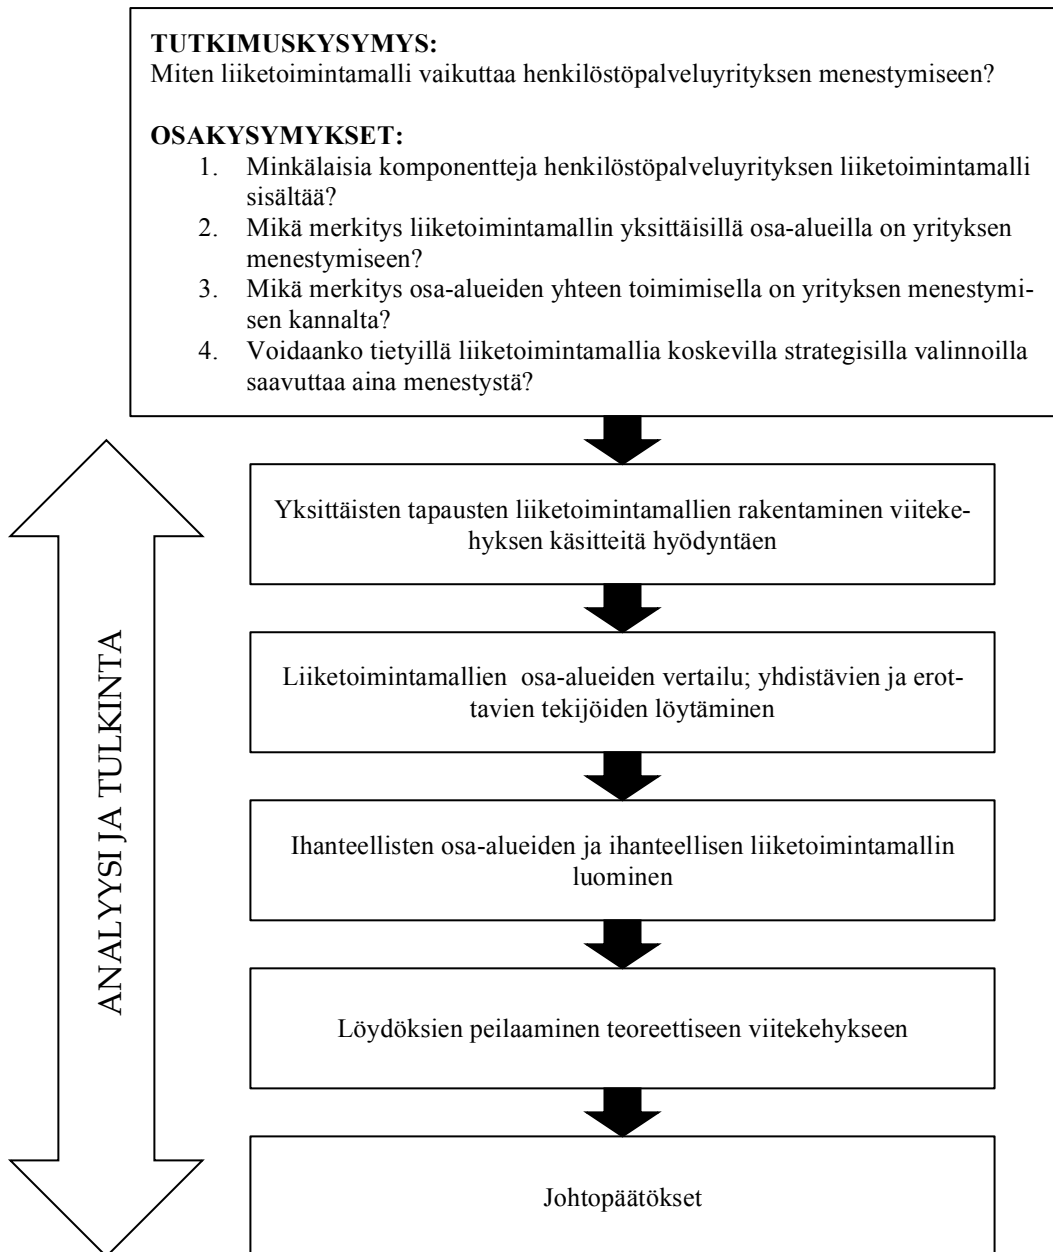 TUTKIMUSKYSYMYS:
Miten liiketoimintamalli vaikuttaa henkilöstöpalveluyrityksen menestymiseen?
OSAKYSYMYKSET:
1. Minkälaisia komponentteja henkilöstöpalveluyrityksen liiketoimintamalli
sisältää?
2. Mikä merkitys liiketoimintamallin yksittäisillä osa-alueilla on yrityksen
menestymiseen?
3. Mikä merkitys osa-alueiden yhteen toimimisella on yrityksen menestymi-
sen kannalta?
4. Voidaanko tietyillä liiketoimintamallia koskevilla strategisilla valinnoilla
saavuttaa aina menestystä?
ANALYYSI JA TULKINTA
Yksittäisten tapausten liiketoimintamallien rakentaminen viiteke-
hyksen käsitteitä hyödyntäen
Liiketoimintamallien osa-alueiden vertailu; yhdistävien ja erot-
tavien tekijöiden löytäminen
Ihanteellisten osa-alueiden ja ihanteellisen liiketoimintamallin
luominen
Löydöksien peilaaminen teoreettiseen viitekehykseen
Johtopäätökset